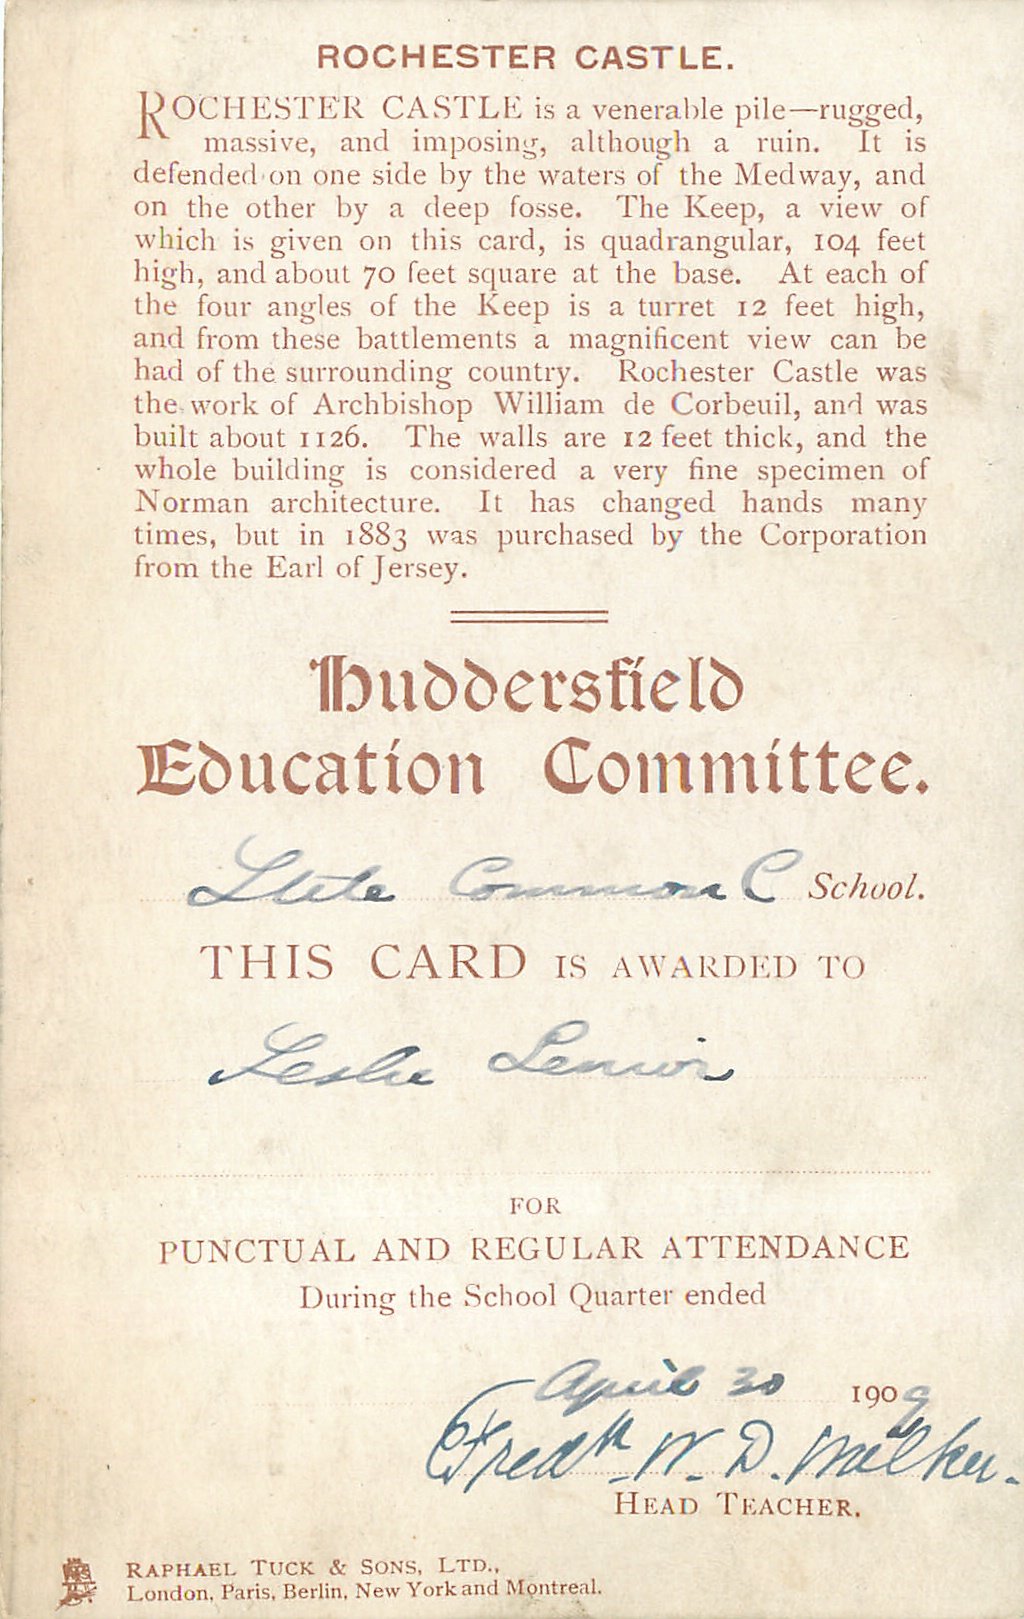 ROCHESTER CASTLE.
ROCHESTER CASTLE is a venerable pile—rugged,
massive, and imposing, although a ruin. It is
defended on one side by the waters of the Medway, and
on the other by a deep fosse. The Keep, a view of
which is given on this card, is quadrangular, 104 feet
high, and about 70 feet square at the base. At each of
the four angles of the Keep is a turret 12 feet high,
and from these battlements a magnificent view can be
had of the surrounding country. Rochester Castle was
the work of Archbishop William de Corbeuil, and was
built about 1126. The walls are 12 feet thick, and the
whole building is considered a very fine specimen of
Norman architecture. It has changed hands many
times, but in 1883 was purchased by the Corporation
from the Earl of Jersey.
Huddersfield
Education Committee.
Common C School.
THIS CARD IS AWARDED TO
Leslie Senior
FOR
PUNCTUAL AND REGULAR ATTENDANCE
During the School Quarter ended
April 30 1909
Fredk W. D. Walker.
HEAD TEACHER.
RAPHAEL TUCK & SONS, LTD.,
London, Paris, Berlin, New York and Montreal.